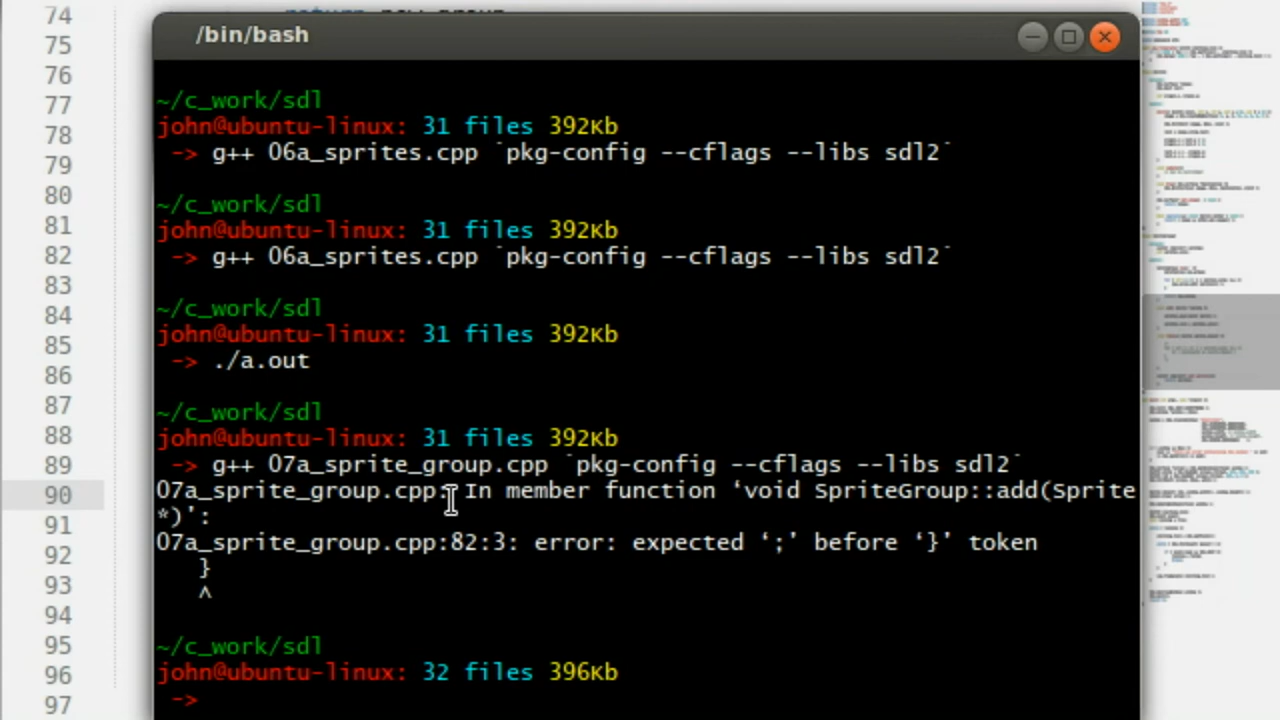 /bin/bash
~/c_work/sdl
john@ubuntu-linux: 31 files 392Kb
-> g++ 06a_sprites.cpp `pkg-config --cflags --libs sdl2`
~/c_work/sdl
john@ubuntu-linux: 31 files 392Kb
-> g++ 06a_sprites.cpp `pkg-config --cflags --libs sdl2`
~/c_work/sdl
john@ubuntu-linux: 31 files 392Kb
-> ./a.out
~/c_work/sdl
john@ubuntu-linux: 31 files 392Kb
-> g++ 07a_sprite_group.cpp `pkg-config --cflags --libs sdl2`
07a_sprite_group.cpp: In member function ‘void SpriteGroup::add(Sprite
*)’:
07a_sprite_group.cpp:82:3: error: expected ‘;’ before ‘}’ token
}
^
~/c_work/sdl
john@ubuntu-linux: 32 files 396Kb
->
74
75
76
77
78
79
80
81
82
83
84
85
86
87
88
89
90
91
92
93
94
95
96
97